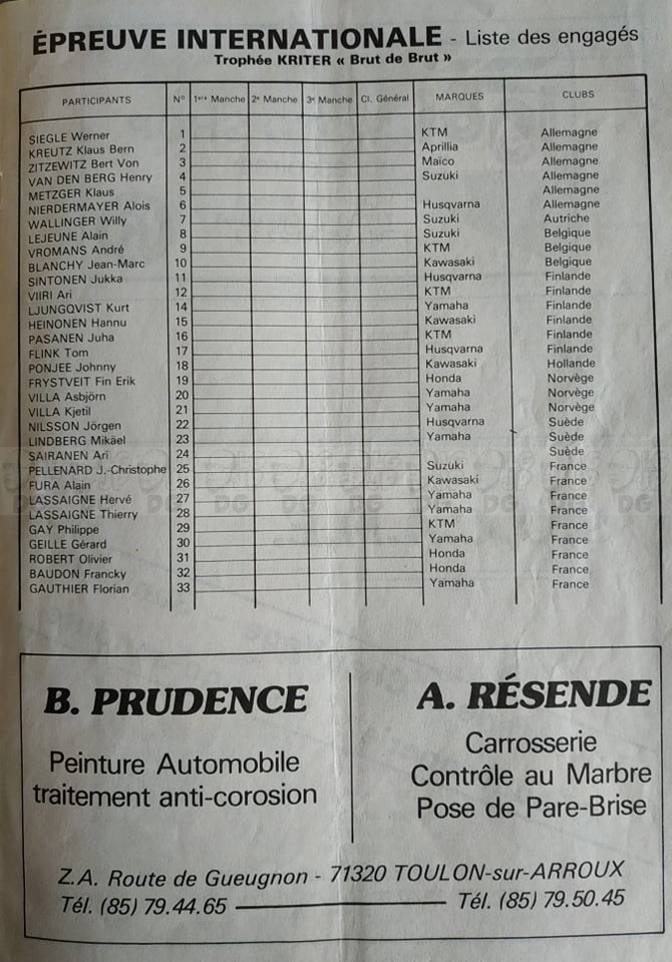 ÉPREUVE INTERNATIONALE - Liste des engagés
Trophée KRITER « Brut de Brut »
PARTICIPANTS N° 1ère Manche 2e Manche 3e Manche Cl. Général MARQUES CLUBS
SIEGLE Werner 1 KTM Allemagne
KREUTZ Klaus Bern 2 Aprillia Allemagne
ZITZEWITZ Bert Von 3 Maïco Allemagne
VAN DEN BERG Henry 4 Suzuki Allemagne
METZGER Klaus 5 Allemagne
NIERDERMAYER Alois 6 Husqvarna Allemagne
WALLINGER Willy 7 Suzuki Autriche
LEJEUNE Alain 8 Suzuki Belgique
VROMANS André 9 KTM Belgique
BLANCHY Jean-Marc 10 Kawasaki Belgique
SINTONEN Jukka 11 Husqvarna Finlande
VIIRI Ari 12 KTM Finlande
LJUNGQVIST Kurt 14 Yamaha Finlande
HEINONEN Hannu 15 Kawasaki Finlande
PASANEN Juha 16 KTM Finlande
FLINK Tom 17 Husqvarna Finlande
PONJEE Johnny 18 Kawasaki Hollande
FRYSTVEIT Fin Erik 19 Honda Norvège
VILLA Asbjörn 20 Yamaha Norvège
VILLA Kjetil 21 Yamaha Norvège
NILSSON Jörgen 22 Husqvarna Suède
LINDBERG Mikäel 23 Yamaha Suède
SAIRANEN Ari 24 Suède
PELLENARD J.-Christophe 25 Suzuki France
FURA Alain 26 Kawasaki France
LASSAIGNE Hervé 27 Yamaha France
LASSAIGNE Thierry 28 Yamaha France
GAY Philippe 29 KTM France
GEILLE Gérard 30 Yamaha France
ROBERT Olivier 31 Honda France
BAUDON Francky 32 Honda France
GAUTHIER Florian 33 Yamaha France
B. PRUDENCE
Peinture Automobile
traitement anti-corosion
A. RÉSENDE
Carrosserie
Contrôle au Marbre
Pose de Pare-Brise
Z.A. Route de Gueugnon - 71320 TOULON-sur-ARROUX
Tél. (85) 79.44.65 Tél. (85) 79.50.45